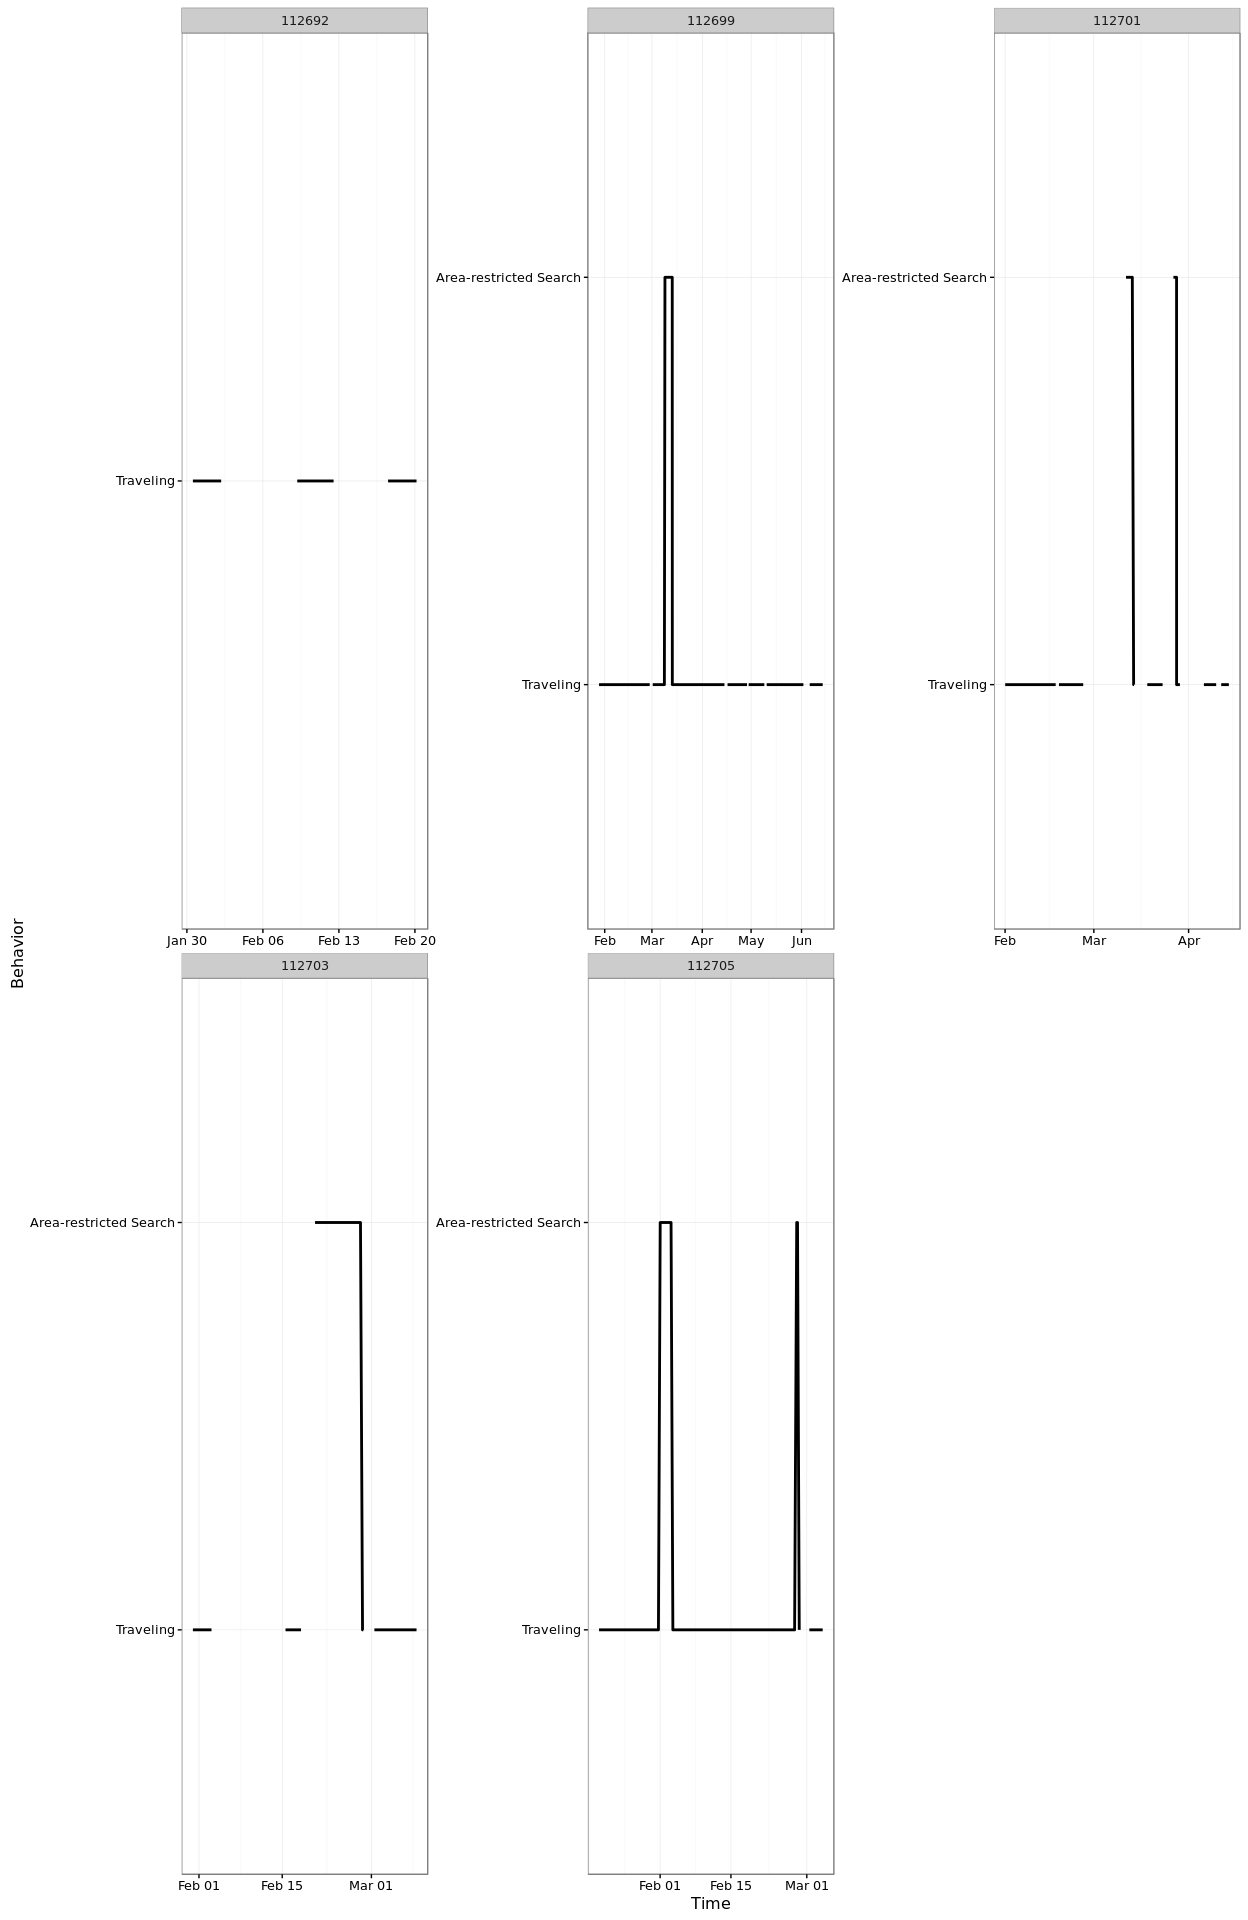 112692 112699 112701
Area-restricted Search Area-restricted Search
Traveling
Traveling Traveling
Jan 30 Feb 06 Feb 13 Feb 20 Feb Mar Apr May Jun Feb Mar Apr
Behavior
112703 112705
Area-restricted Search Area-restricted Search
Traveling Traveling
Feb 01 Feb 15 Mar 01 Feb 01 Feb 15 Mar 01
Time